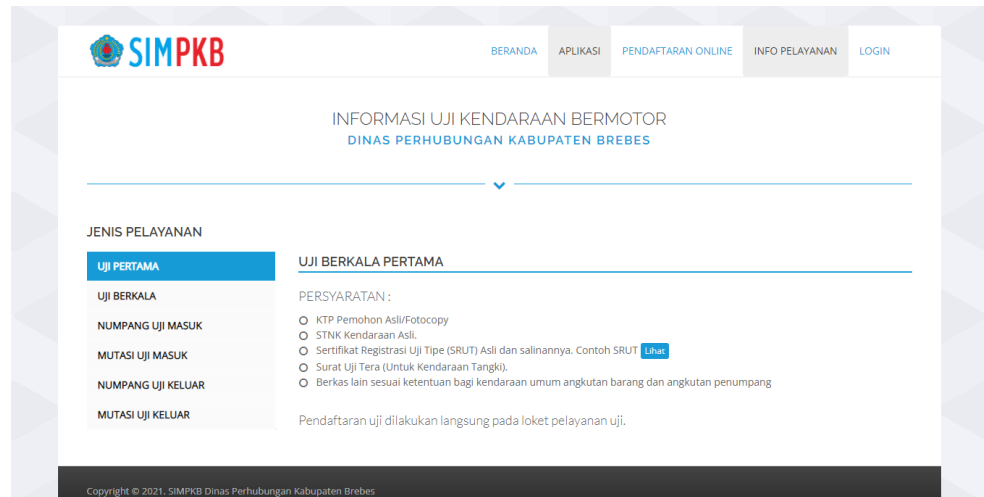 SIMPKB
BERANDA APLIKASI PENDAFTARAN ONLINE INFO PELAYANAN LOGIN
INFORMASI UJI KENDARAAN BERMOTOR
DINAS PERHUBUNGAN KABUPATEN BREBES
JENIS PELAYANAN
UJI PERTAMA
UJI BERKALA
NUMPANG UJI MASUK
MUTASI UJI MASUK
NUMPANG UJI KELUAR
MUTASI UJI KELUAR
UJI BERKALA PERTAMA
PERSYARATAN :
KTP Pemohon Asli/Fotocopy
STNK Kendaraan Asli.
Sertifikat Registrasi Uji Tipe (SRUT) Asli dan salinannya. Contoh SRUT Lihat
Surat Uji Tera (Untuk Kendaraan Tangki).
Berkas lain sesuai ketentuan bagi kendaraan umum angkutan barang dan angkutan penumpang
Pendaftaran uji dilakukan langsung pada loket pelayanan uji.
Copyright © 2021. SIMPKB Dinas Perhubungan Kabupaten Brebes